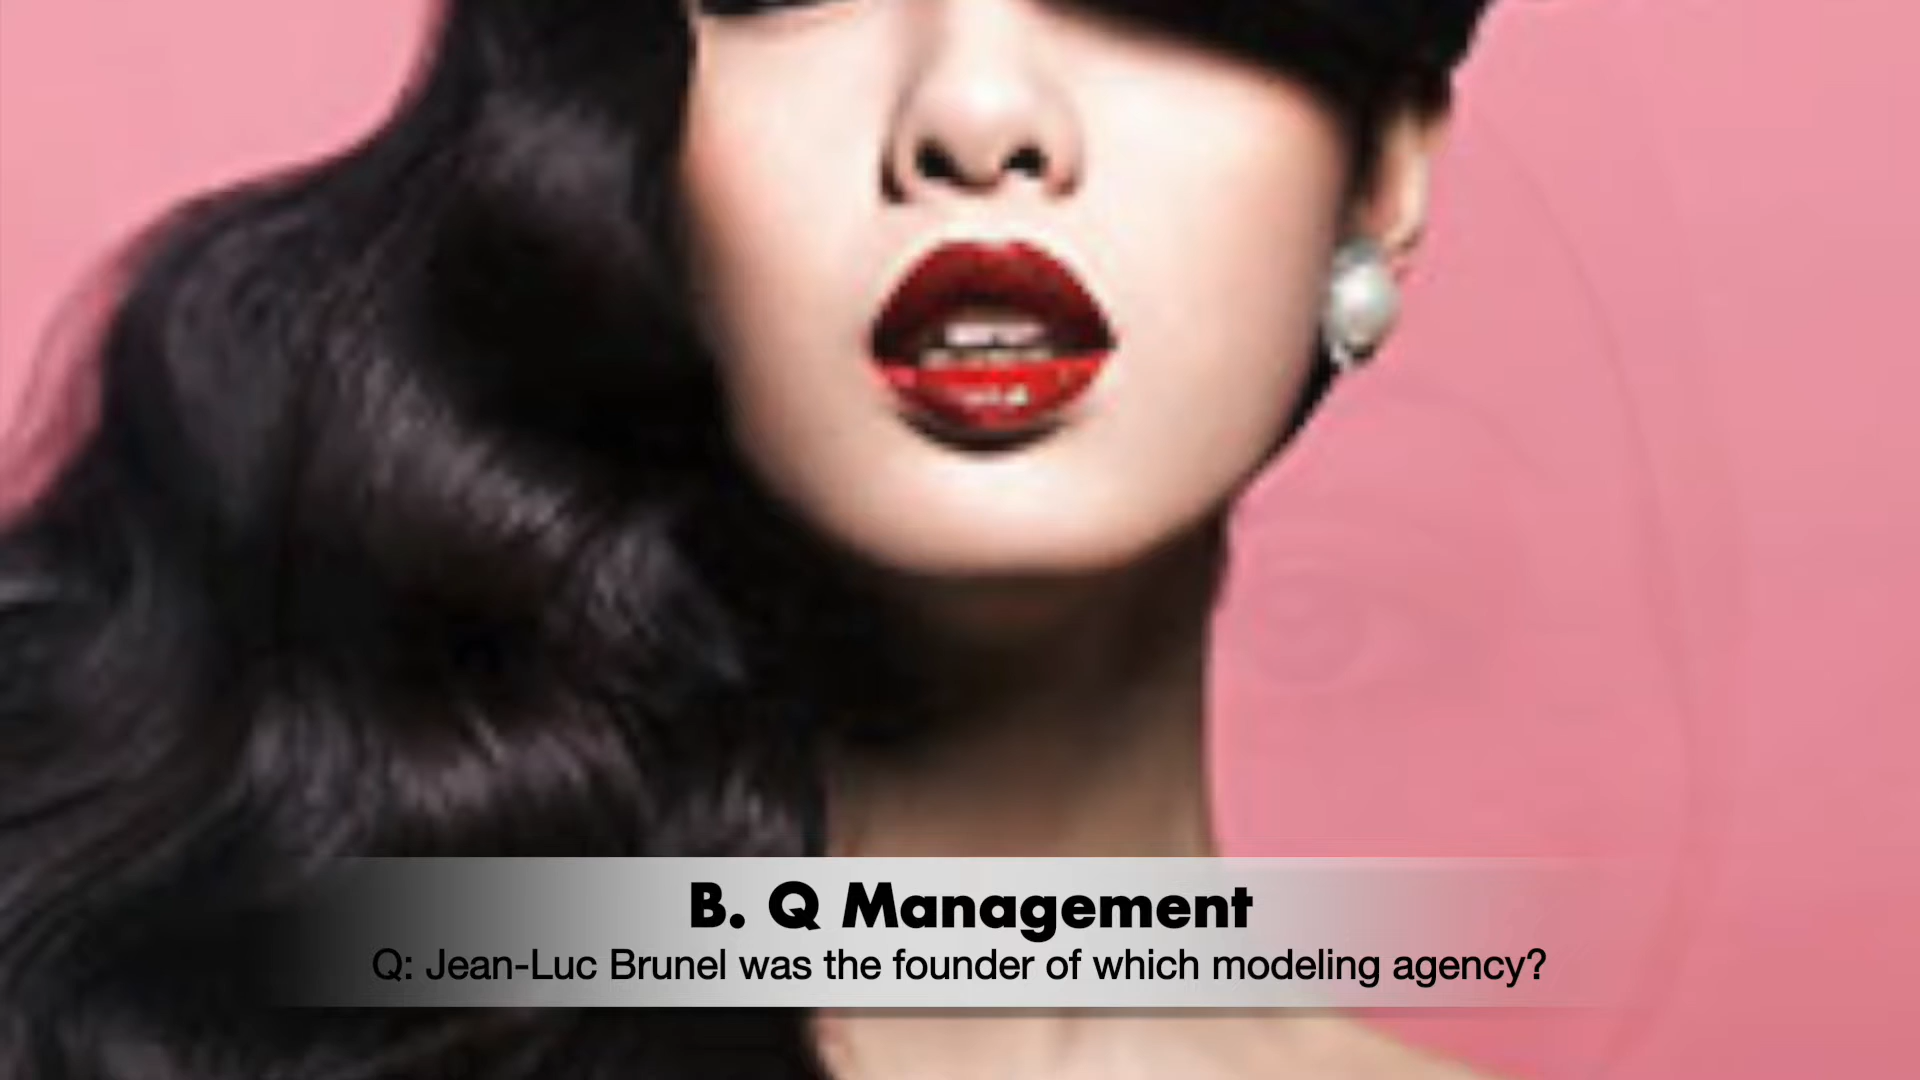 B. Q Management
Q: Jean-Luc Brunel was the founder of which modeling agency?